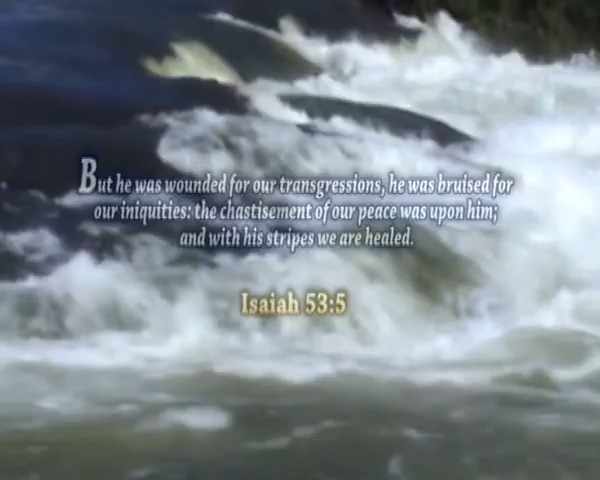 But he was wounded for our transgressions, he was bruised for
our iniquities: the chastisement of our peace was upon him;
and with his stripes we are healed.
Isaiah 53:5